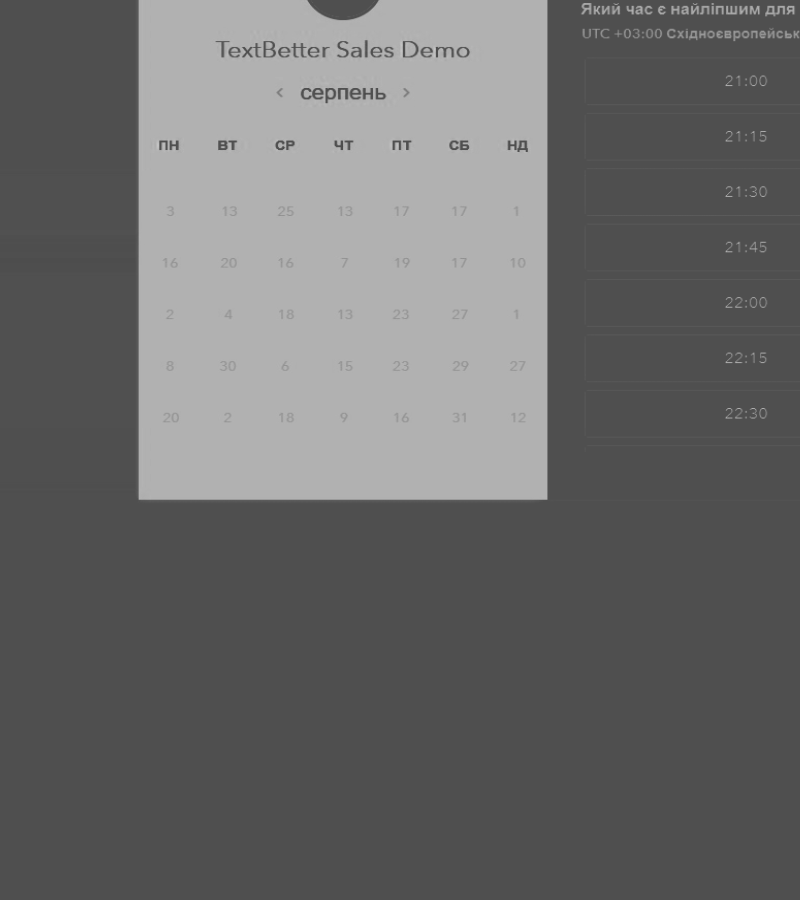 TextBetter Sales Demo
‹ серпень ›
ПН ВТ СР ЧТ ПТ СБ НД
3 13 25 13 17 17 1
16 20 16 7 19 17 10
2 4 18 13 23 27 1
8 30 6 15 23 29 27
20 2 18 9 16 31 12
Який час є найліпшим для
UTC +03:00 Східноєвропейськ
21:00
21:15
21:30
21:45
22:00
22:15
22:30